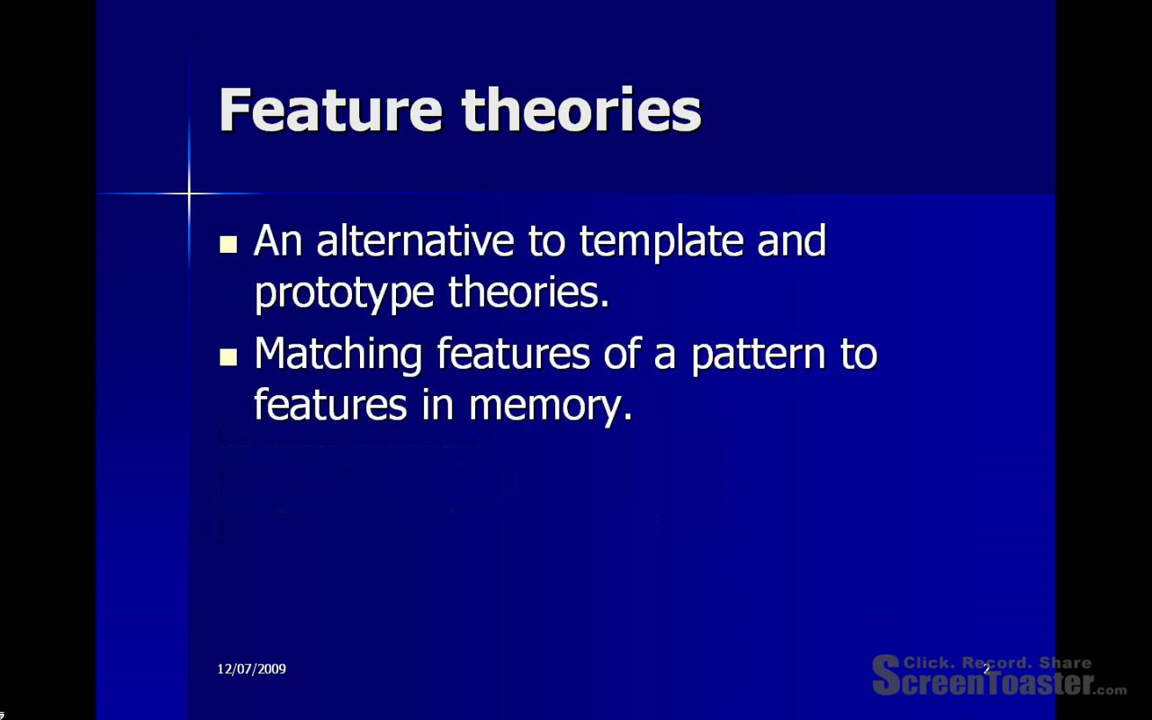 Feature theories
An alternative to template and
prototype theories.
Matching features of a pattern to
features in memory.
12/07/2009
2
Click. Record. Share
ScreenToaster.com